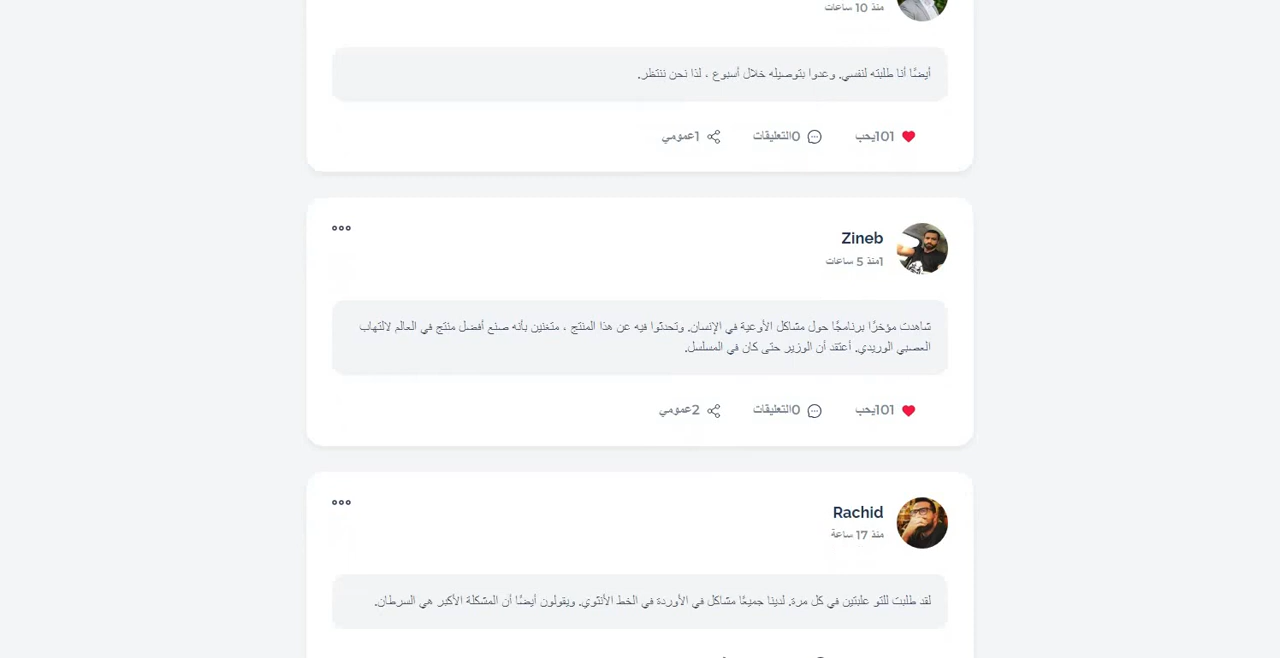 منذ 10 ساعات
أيضًا أنا طلبته لنفسي. وعدوا بتوصيله خلال أسبوع ، لذا نحن ننتظر.
101يحب 0التعليقات 1عمومي
Zineb
1منذ 5 ساعات
شاهدت مؤخرًا برنامجًا حول مشاكل الأوعية في الإنسان. وتحدثوا فيه عن هذا المنتج ، متغنين بأنه صنع أفضل منتج في العالم لالتهاب
العصبي الوريدي. أعتقد أن الوزير حتى كان في المسلسل.
101يحب 0التعليقات 2عمومي
Rachid
منذ 17 ساعة
لقد طلبت للتو علبتين في كل مرة. لدينا جميعًا مشاكل في الأوردة في الخط الأنثوي. ويقولون أيضًا أن المشكلة الأكبر هي السرطان.